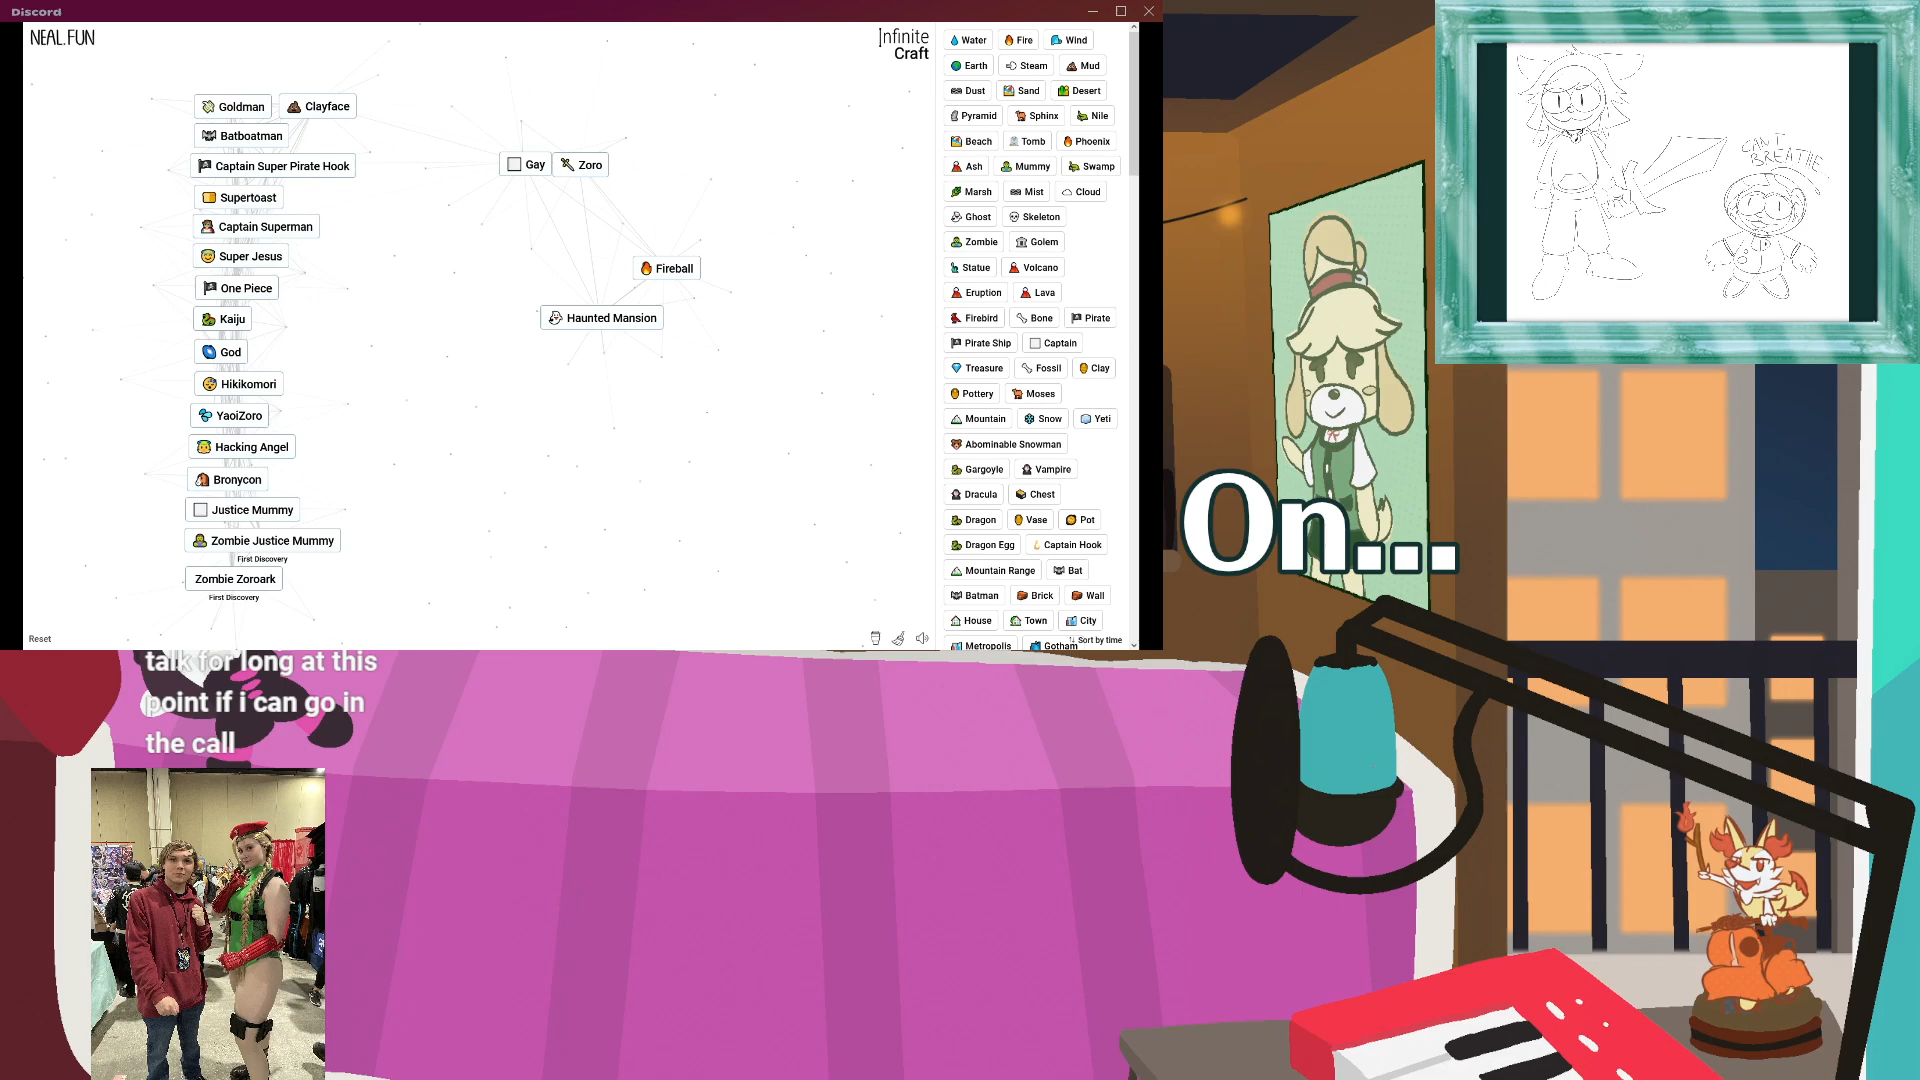 Discord
NEAL.FUN
Infinite
Craft
Goldman
Clayface
Batboatman
Captain Super Pirate Hook
Supertoast
Captain Superman
Super Jesus
One Piece
Kaiju
God
Hikikomori
YaoiZoro
Hacking Angel
Bronycon
Justice Mummy
Zombie Justice Mummy
First Discovery
Zombie Zoroark
First Discovery
Gay
Zoro
Fireball
Haunted Mansion
Reset
Water Fire Wind
Earth Steam Mud
Dust Sand Desert
Pyramid Sphinx Nile
Beach Tomb Phoenix
Ash Mummy Swamp
Marsh Mist Cloud
Ghost Skeleton
Zombie Golem
Statue Volcano
Eruption Lava
Firebird Bone Pirate
Pirate Ship Captain
Treasure Fossil Clay
Pottery Moses
Mountain Snow Yeti
Abominable Snowman
Gargoyle Vampire
Dracula Chest
Dragon Vase Pot
Dragon Egg Captain Hook
Mountain Range Bat
Batman Brick Wall
House Town City
Metropolis Gotham
Sort by time
CAN'T
BREATHE
On...
talk for long at this
point if i can go in
the call